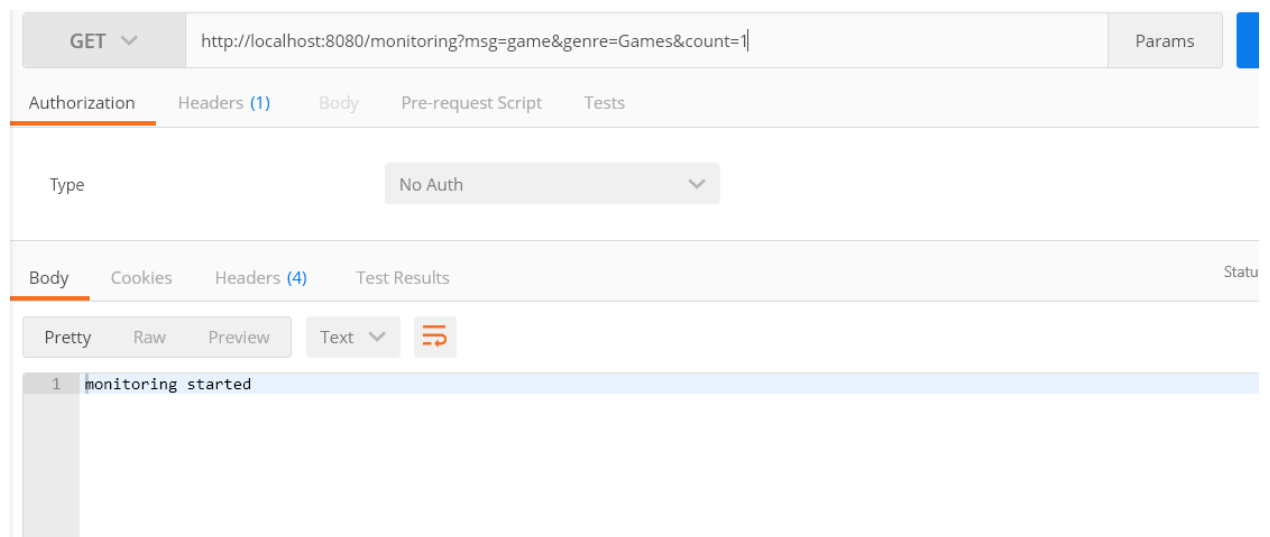 GET http://localhost:8080/monitoring?msg=game&genre=Games&count=1 Params
Authorization Headers (1) Body Pre-request Script Tests
Type No Auth
Body Cookies Headers (4) Test Results Statu
Pretty Raw Preview Text
1 monitoring started